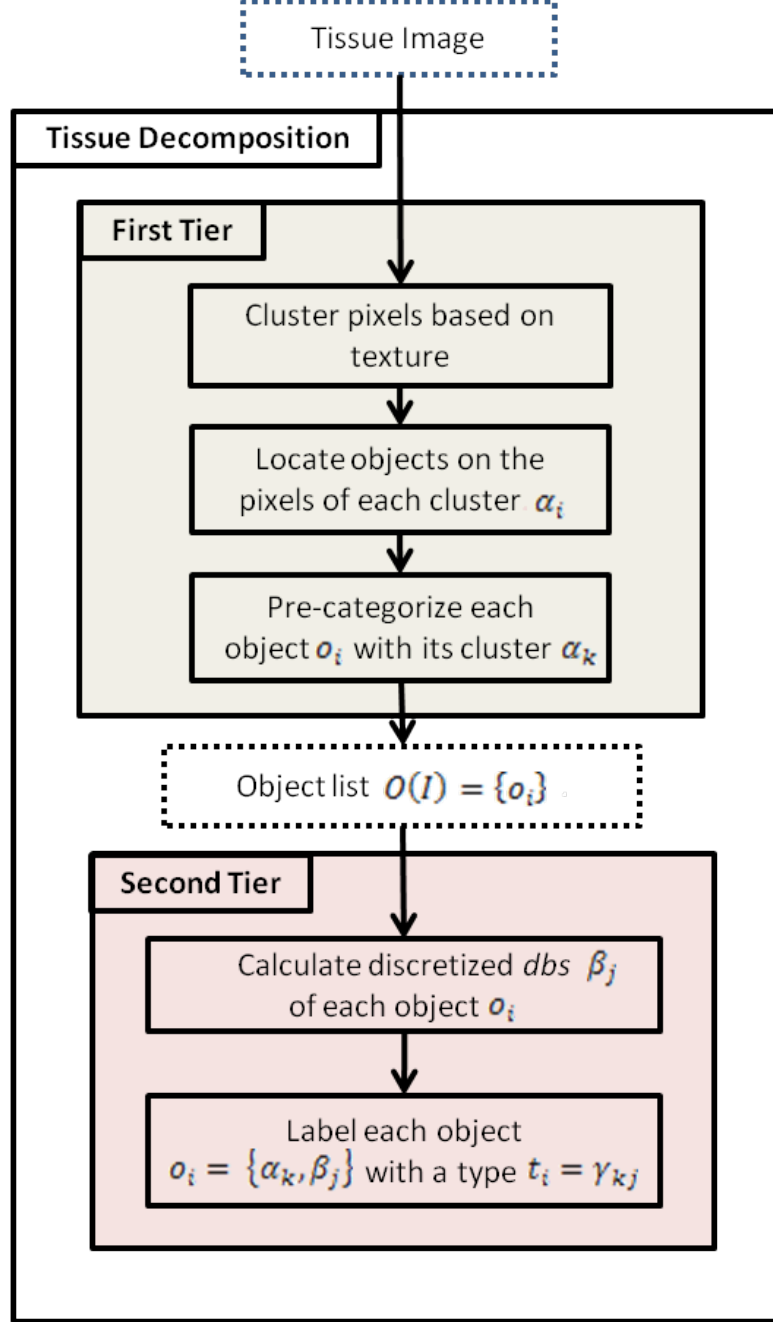 Tissue Image
Tissue Decomposition
First Tier
Cluster pixels based on
texture
Locate objects on the
pixels of each cluster αᵢ
Pre-categorize each
object oᵢ with its cluster αₖ
Object list O(I) = {oᵢ}
Second Tier
Calculate discretized dbs βⱼ
of each object oᵢ
Label each object
oᵢ = {αₖ, βⱼ} with a type tᵢ = γₖⱼ